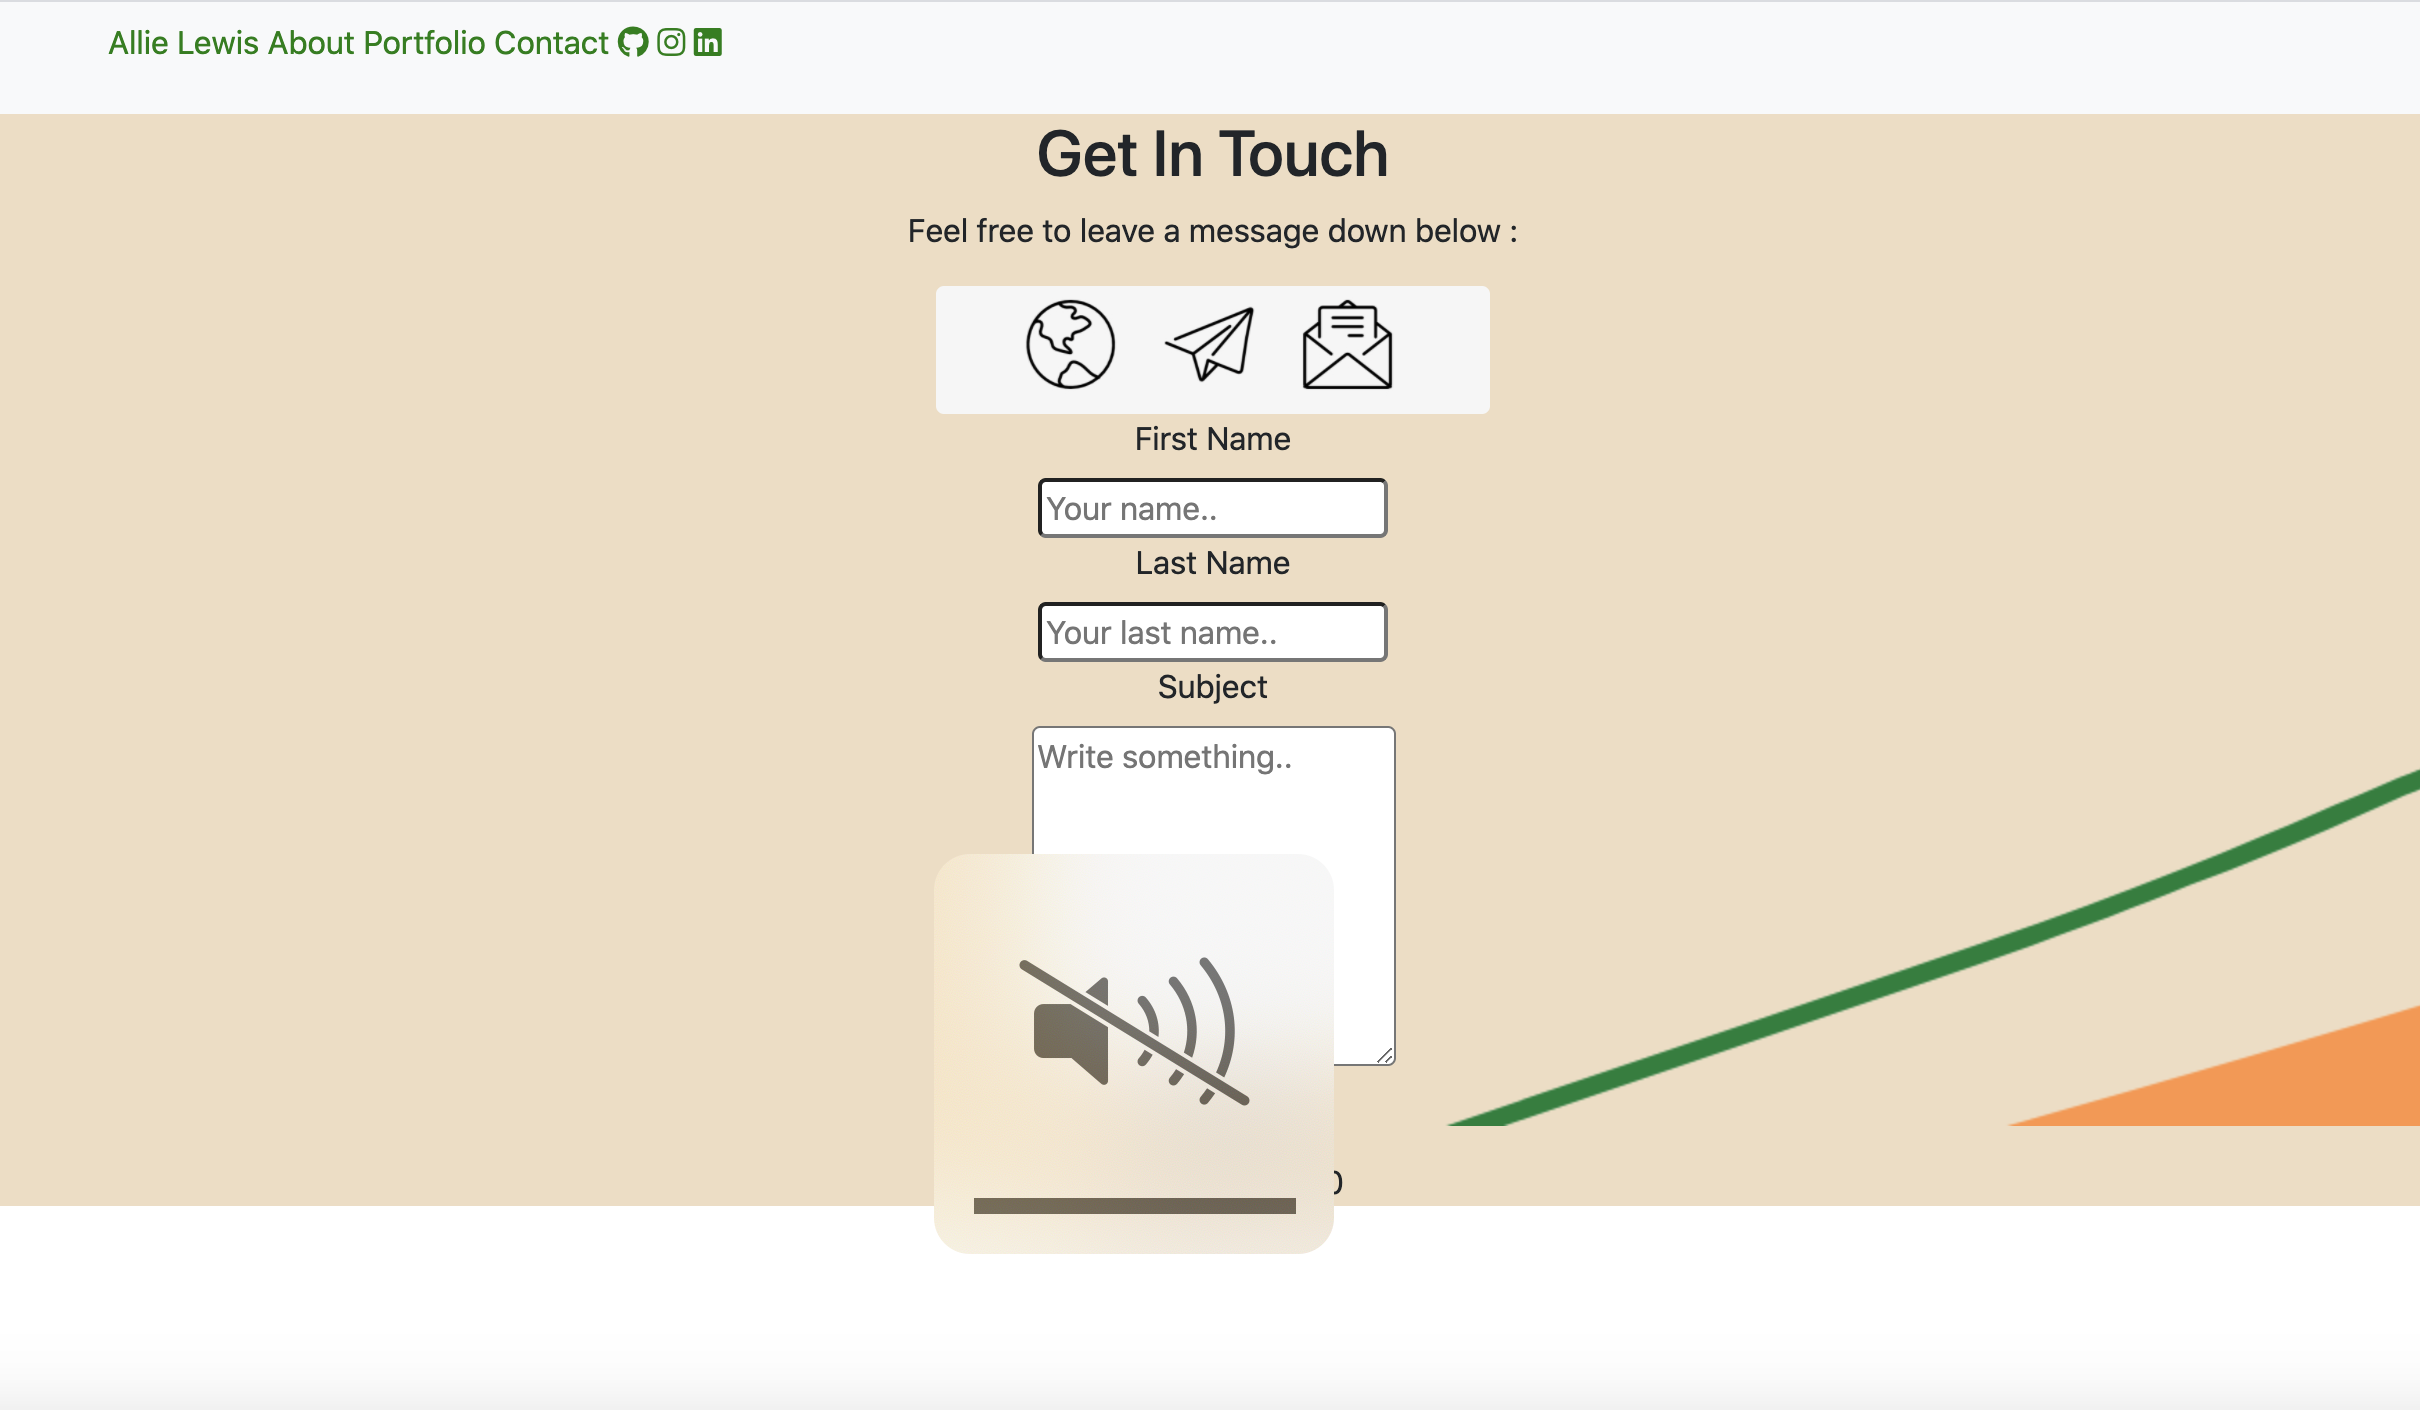 Allie Lewis About Portfolio Contact
Get In Touch
Feel free to leave a message down below :
First Name
Your name..
Last Name
Your last name..
Subject
Write something..